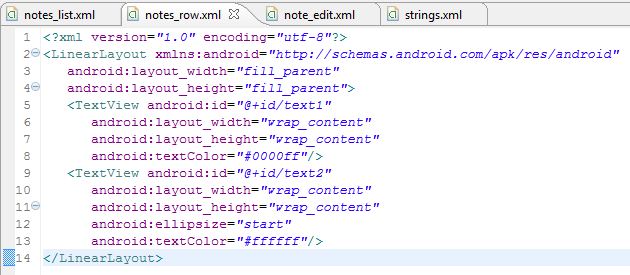 notes_list.xml notes_row.xml note_edit.xml strings.xml
1 <?xml version="1.0" encoding="utf-8"?>
2 <LinearLayout xmlns:android="http://schemas.android.com/apk/res/android"
3 android:layout_width="fill_parent"
4 android:layout_height="fill_parent">
5 <TextView android:id="@+id/text1"
6 android:layout_width="wrap_content"
7 android:layout_height="wrap_content"
8 android:textColor="#0000ff"/>
9 <TextView android:id="@+id/text2"
10 android:layout_width="wrap_content"
11 android:layout_height="wrap_content"
12 android:ellipsize="start"
13 android:textColor="#ffffff"/>
14 </LinearLayout>